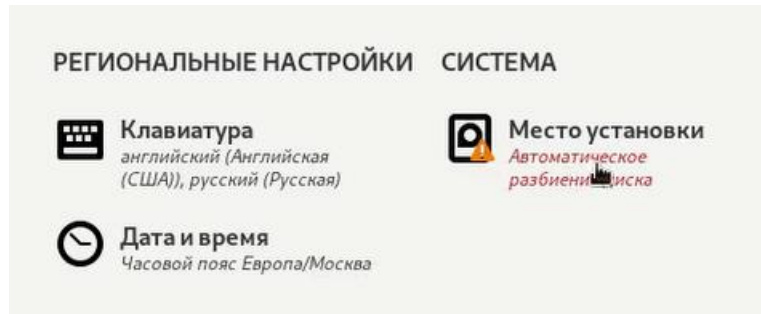 РЕГИОНАЛЬНЫЕ НАСТРОЙКИ
Клавиатура
английский (Английская
(США)), русский (Русская)
Дата и время
Часовой пояс Европа/Москва
СИСТЕМА
Место установки
Автоматическое